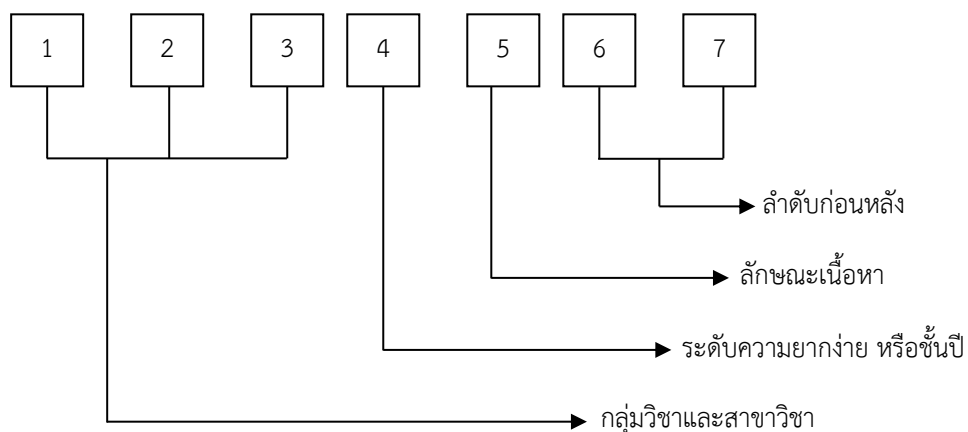 1 2 3 4 5 6 7
ลำดับก่อนหลัง
ลักษณะเนื้อหา
ระดับความยากง่าย หรือชั้นปี
กลุ่มวิชาและสาขาวิชา